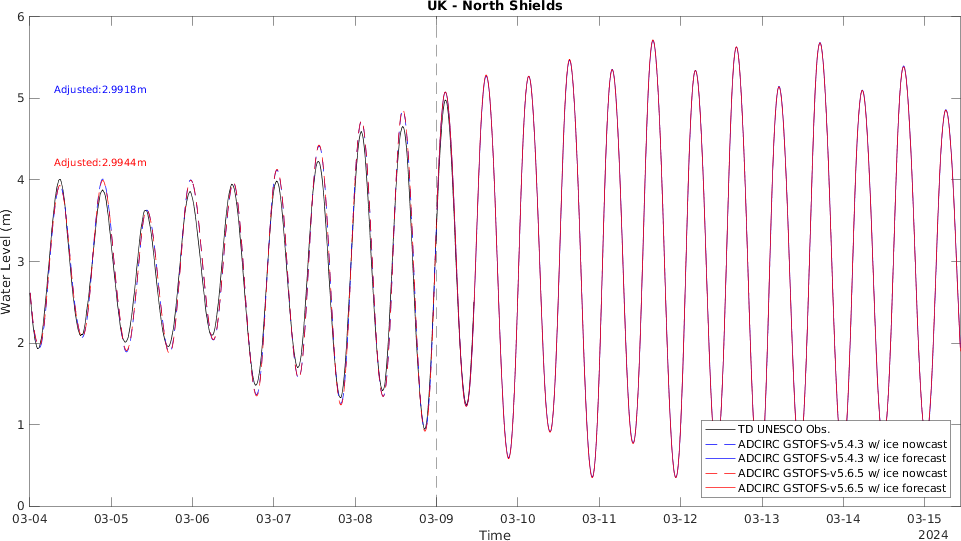 UK - North Shields
6
5
4
3
2
1
0
Water Level (m)
Adjusted:2.9918m
Adjusted:2.9944m
TD UNESCO Obs.
ADCIRC GSTOFS-v5.4.3 w/ ice nowcast
ADCIRC GSTOFS-v5.4.3 w/ ice forecast
ADCIRC GSTOFS-v5.6.5 w/ ice nowcast
ADCIRC GSTOFS-v5.6.5 w/ ice forecast
03-04 03-05 03-06 03-07 03-08 03-09 03-10 03-11 03-12 03-13 03-14 03-15
Time
2024